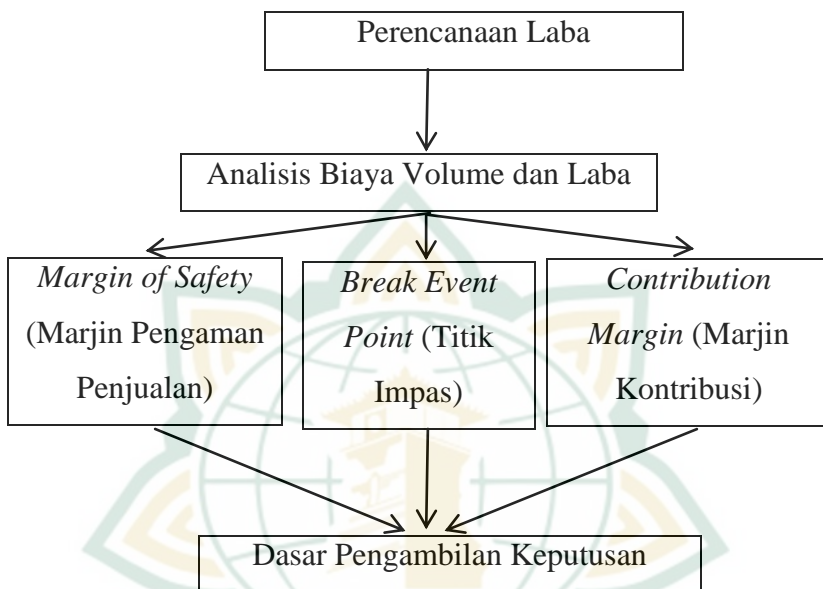 Perencanaan Laba
Analisis Biaya Volume dan Laba
Margin of Safety
(Marjin Pengaman
Penjualan)
Break Event
Point (Titik
Impas)
Contribution
Margin (Marjin
Kontribusi)
Dasar Pengambilan Keputusan